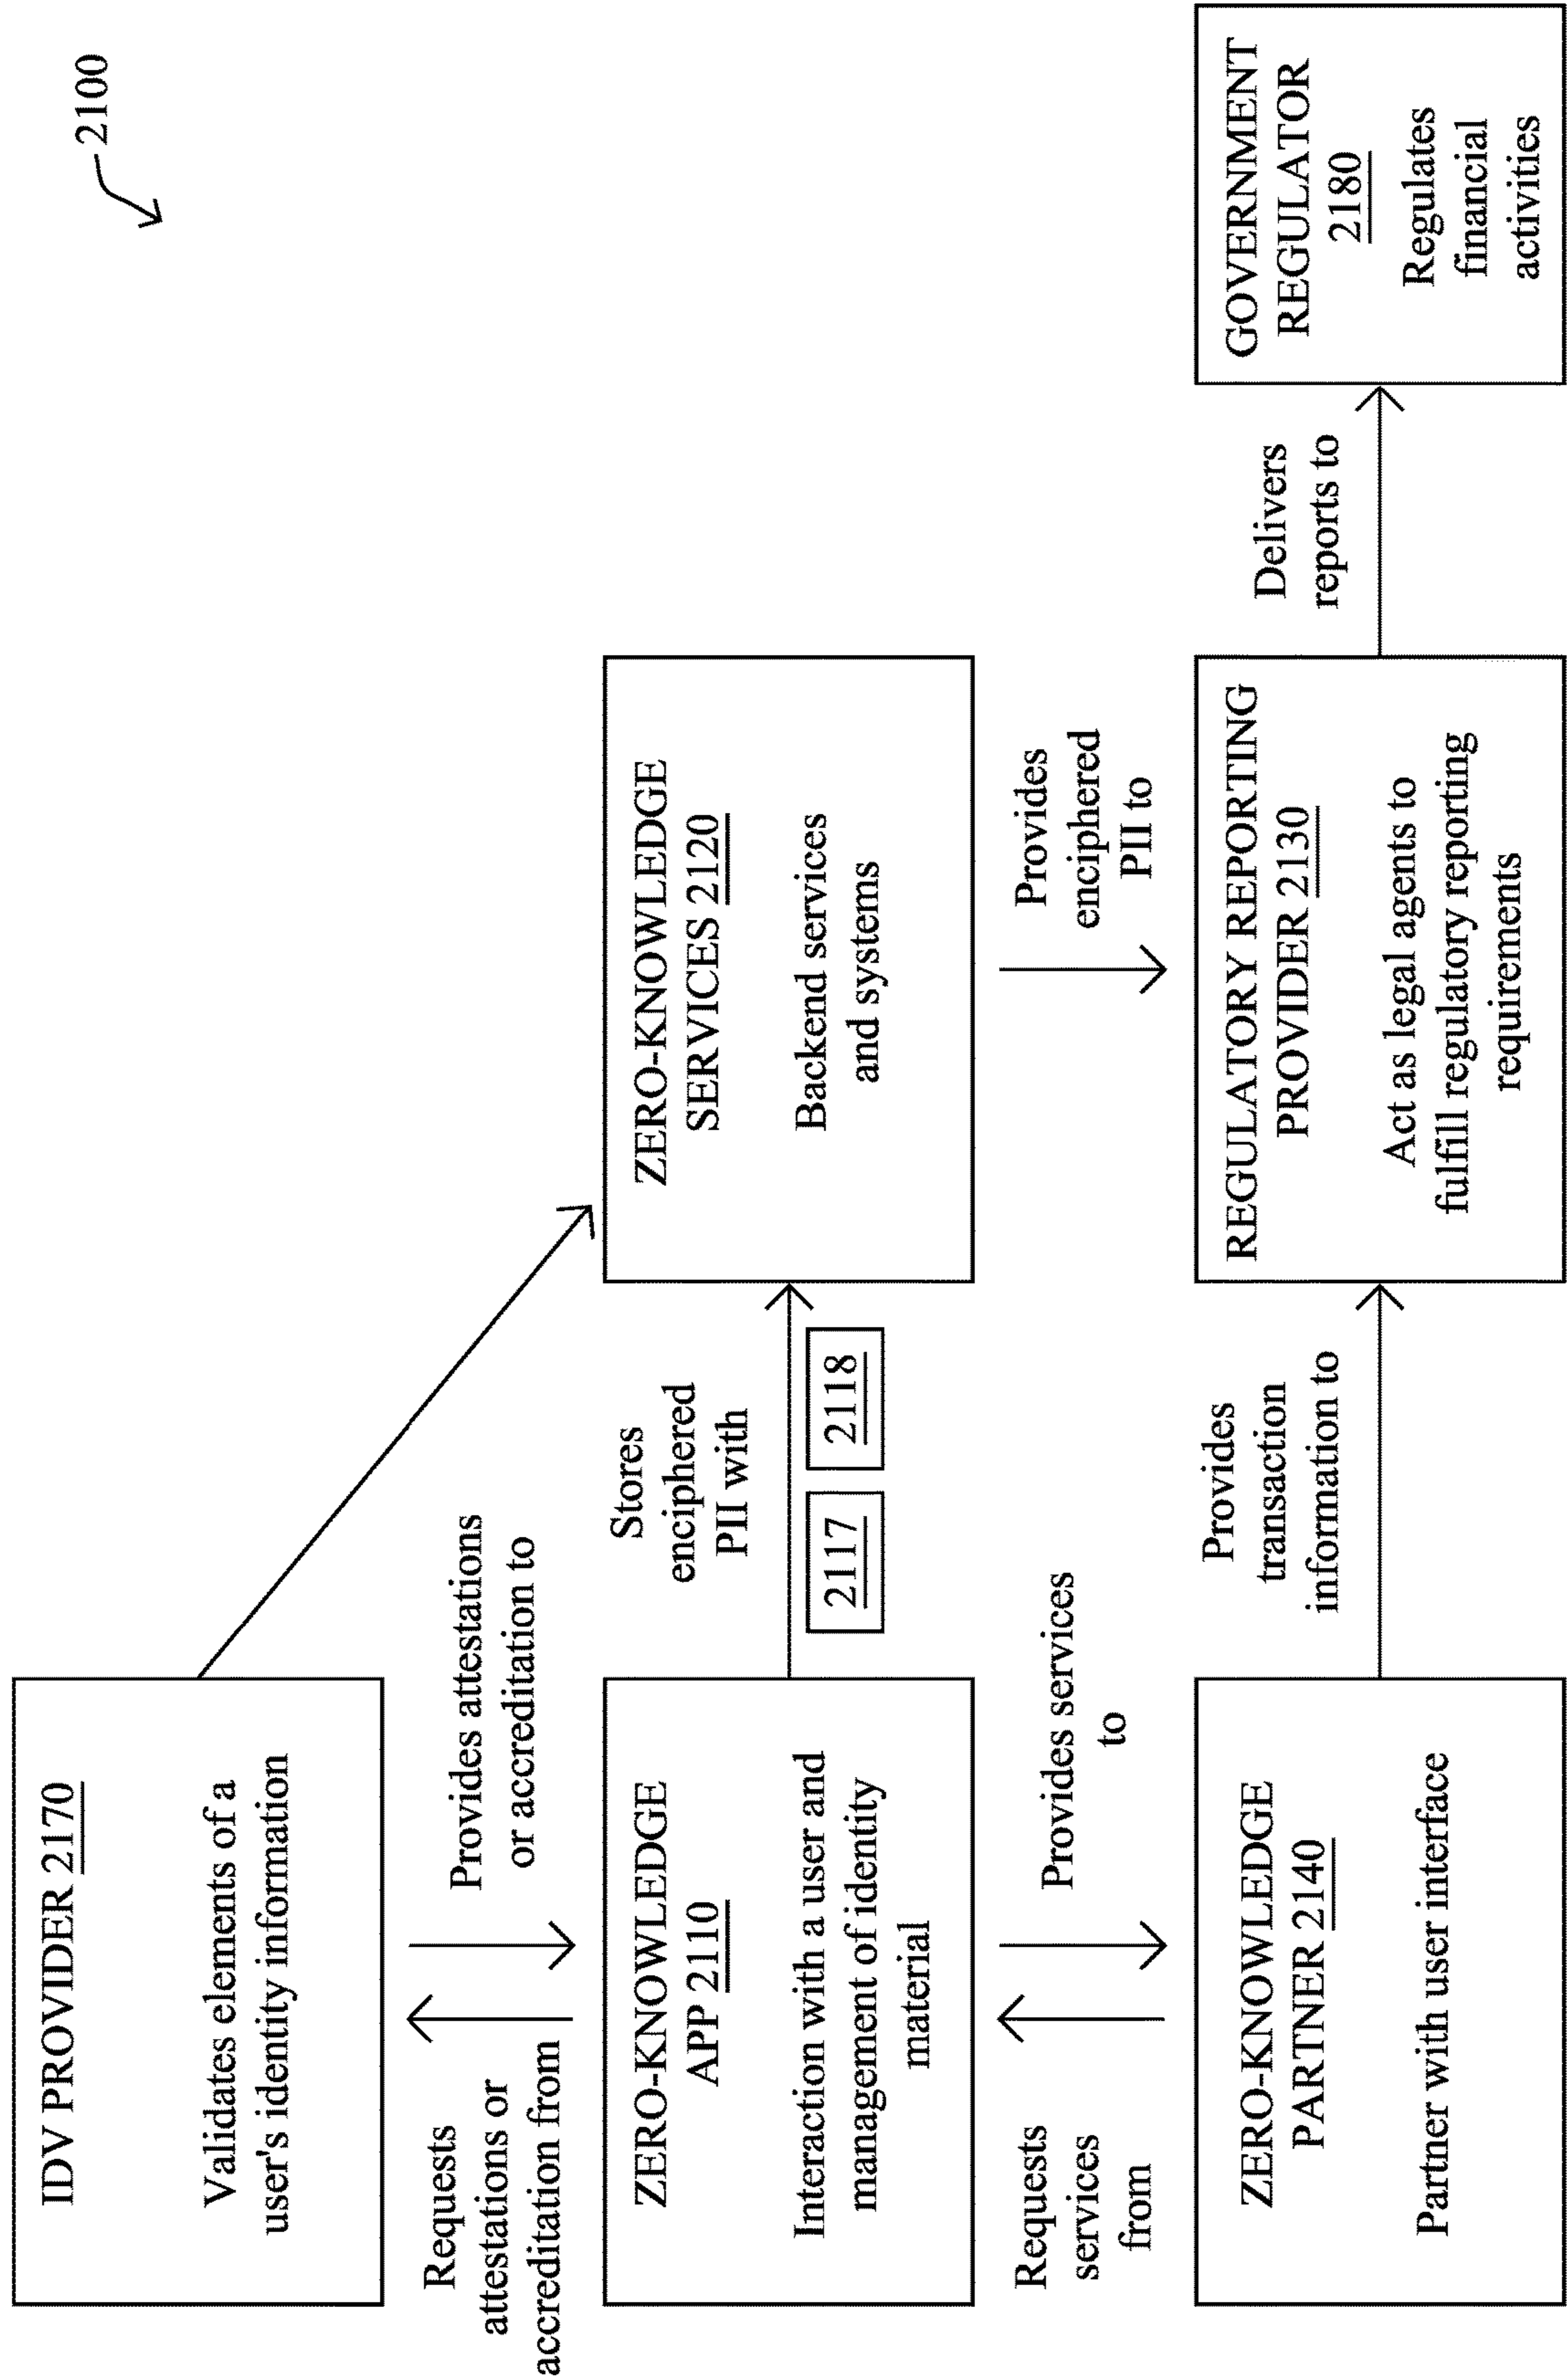 2100
IDV PROVIDER 2170
Validates elements of a
user's identity information
Requests
attestations or
accreditation from
Provides attestations
or accreditation to
ZERO-KNOWLEDGE
APP 2110
Interaction with a user and
management of identity
material
Stores
enciphered
PII with
2117
2118
ZERO-KNOWLEDGE
SERVICES 2120
Backend services
and systems
Requests
services
from
Provides services
to
Provides
enciphered
PII to
ZERO-KNOWLEDGE
PARTNER 2140
Partner with user interface
Provides
transaction
information to
REGULATORY REPORTING
PROVIDER 2130
Act as legal agents to
fulfill regulatory reporting
requirements
Delivers
reports to
GOVERNMENT
REGULATOR
2180
Regulates
financial
activities